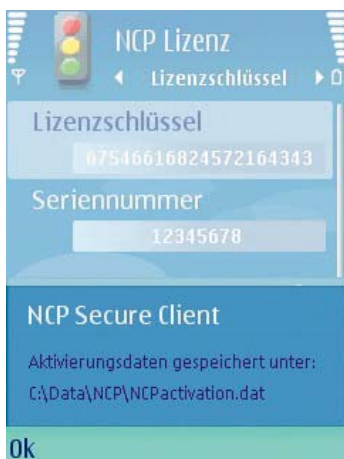 NCP Lizenz
Lizenzschlüssel
Lizenzschlüssel
67546616824572164343
Seriennummer
12345678
NCP Secure Client
Aktivierungsdaten gespeichert unter:
C:\Data\NCP\NCPactivation.dat
Ok